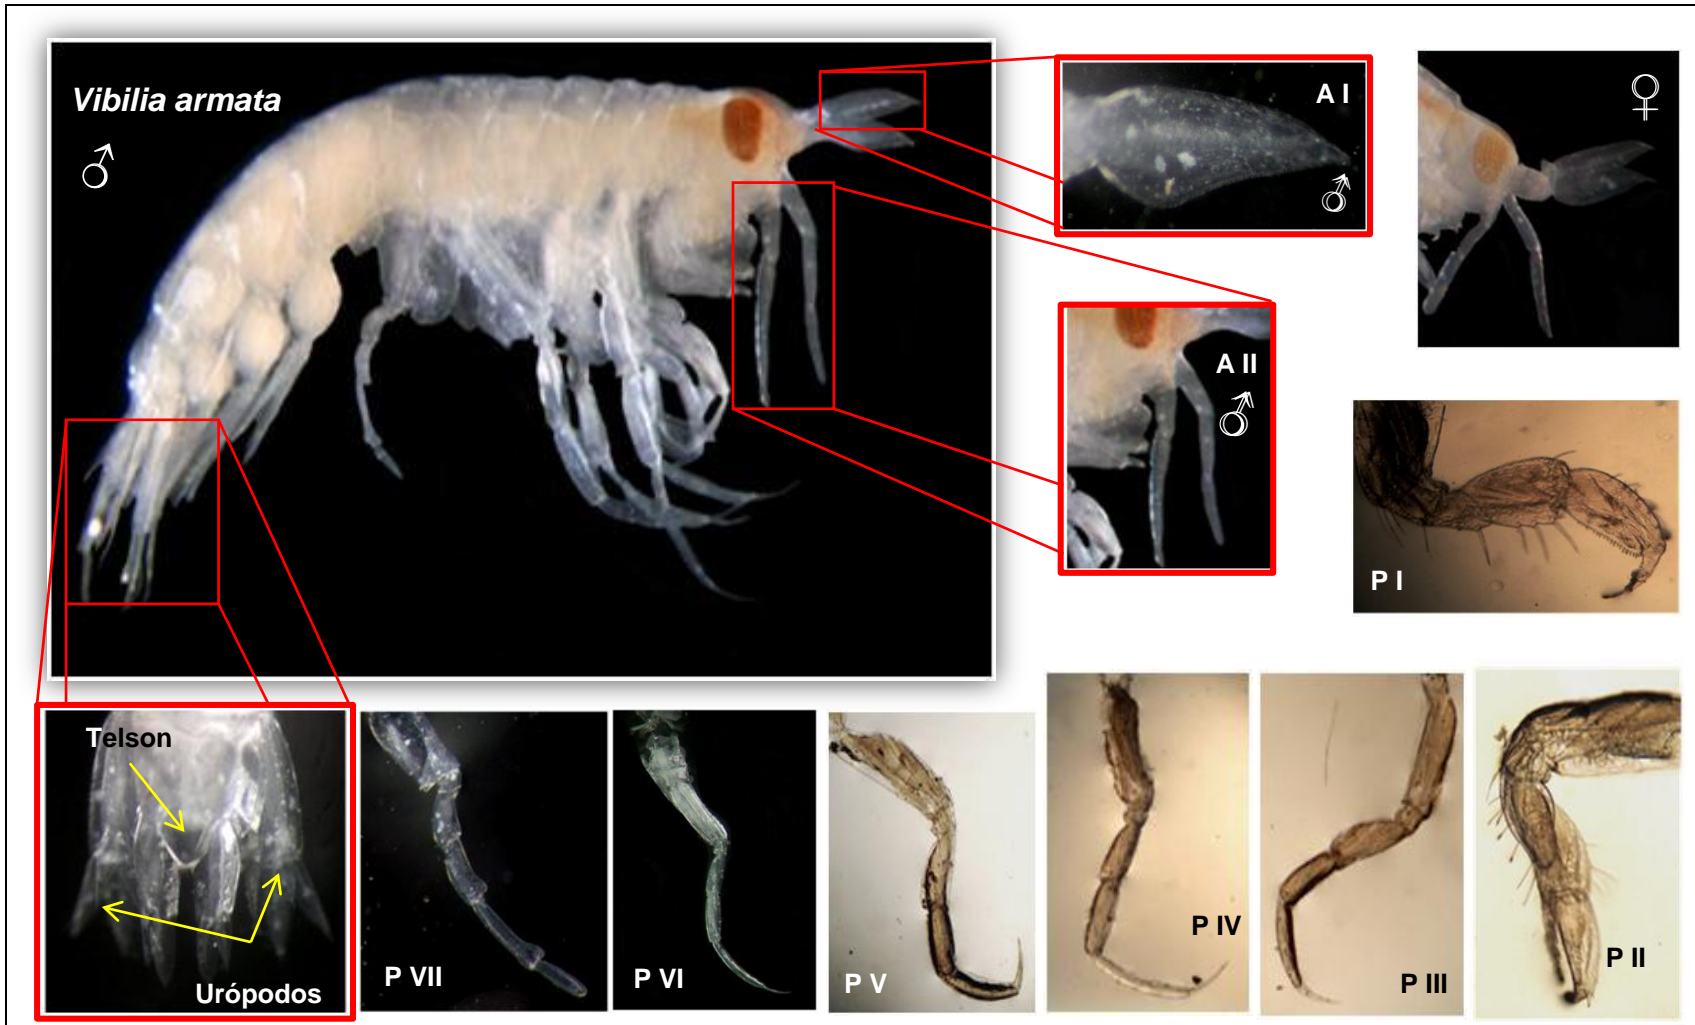 Vibilia armata
♂
A I
♂
♀
A II
♂
P I
Telson
Urópodos
P VII
P VI
P V
P IV
P III
P II